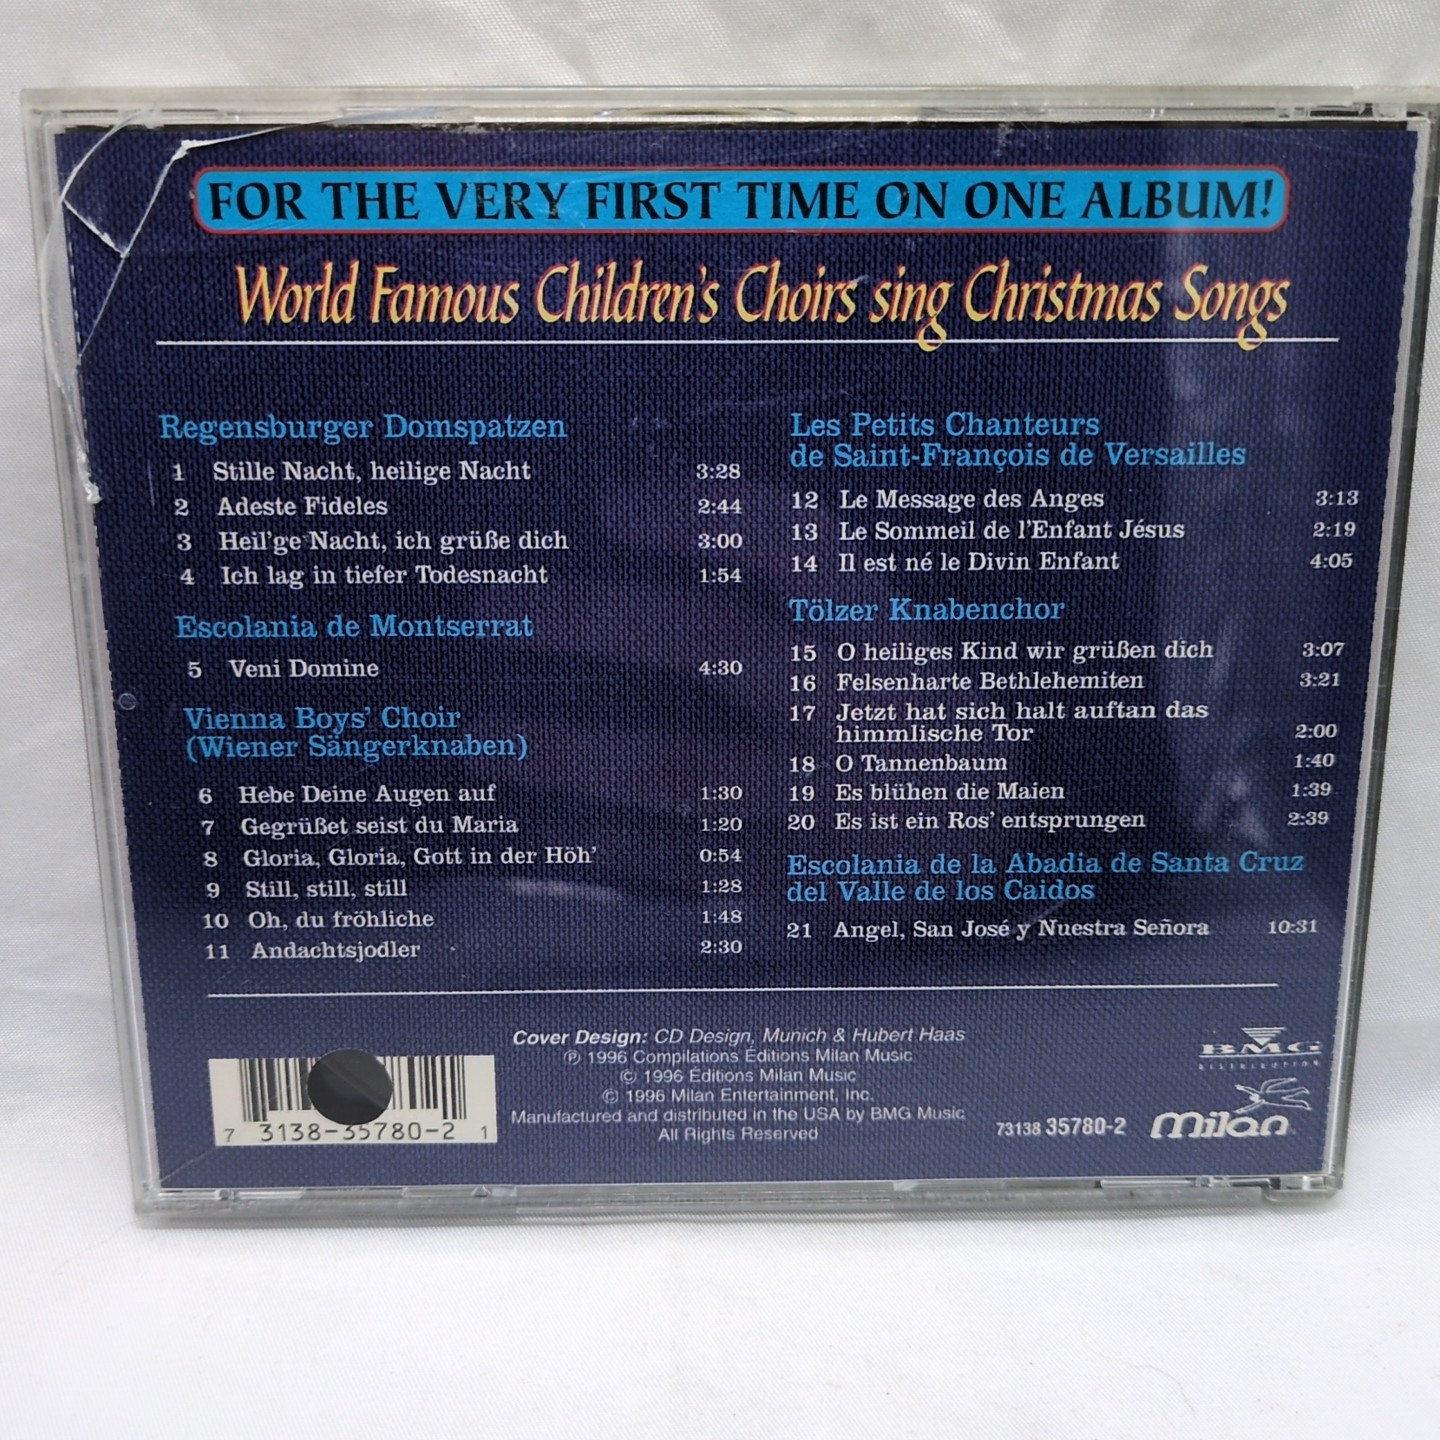 FOR THE VERY FIRST TIME ON ONE ALBUM!
World Famous Children's Choirs sing Christmas Songs
Regensburger Domspatzen
1 Stille Nacht, heilige Nacht 3:28
2 Adeste Fideles 2:44
3 Heil'ge Nacht, ich grüße dich 3:00
4 Ich lag in tiefer Todesnacht 1:54
Escolania de Montserrat
5 Veni Domine 4:30
Vienna Boys' Choir
(Wiener Sängerknaben)
6 Hebe Deine Augen auf 1:30
7 Gegrüßet seist du Maria 1:20
8 Gloria, Gloria, Gott in der Höh' 0:54
9 Still, still, still 1:28
10 Oh, du fröhliche 1:48
11 Andachtsjodler 2:30
Les Petits Chanteurs
de Saint-François de Versailles
12 Le Message des Anges 3:13
13 Le Sommeil de l'Enfant Jésus 2:19
14 Il est né le Divin Enfant 4:05
Tölzer Knabenchor
15 O heiliges Kind wir grüßen dich 3:07
16 Felsenharte Bethlehemiten 3:21
17 Jetzt hat sich halt auftan das
himmlische Tor 2:00
18 O Tannenbaum 1:40
19 Es blühen die Maien 1:39
20 Es ist ein Ros' entsprungen 2:39
Escolania de la Abadia de Santa Cruz
del Valle de los Caidos
21 Angel, San José y Nuestra Señora 10:31
Cover Design: CD Design, Munich & Hubert Haas
℗ 1996 Compilations Editions Milan Music
© 1996 Editions Milan Music
© 1996 Milan Entertainment, Inc.
Manufactured and distributed in the USA by BMG Music
All Rights Reserved
7 3138-35780-2 1
73138 35780-2
BMG
DISTRIBUTION
milan